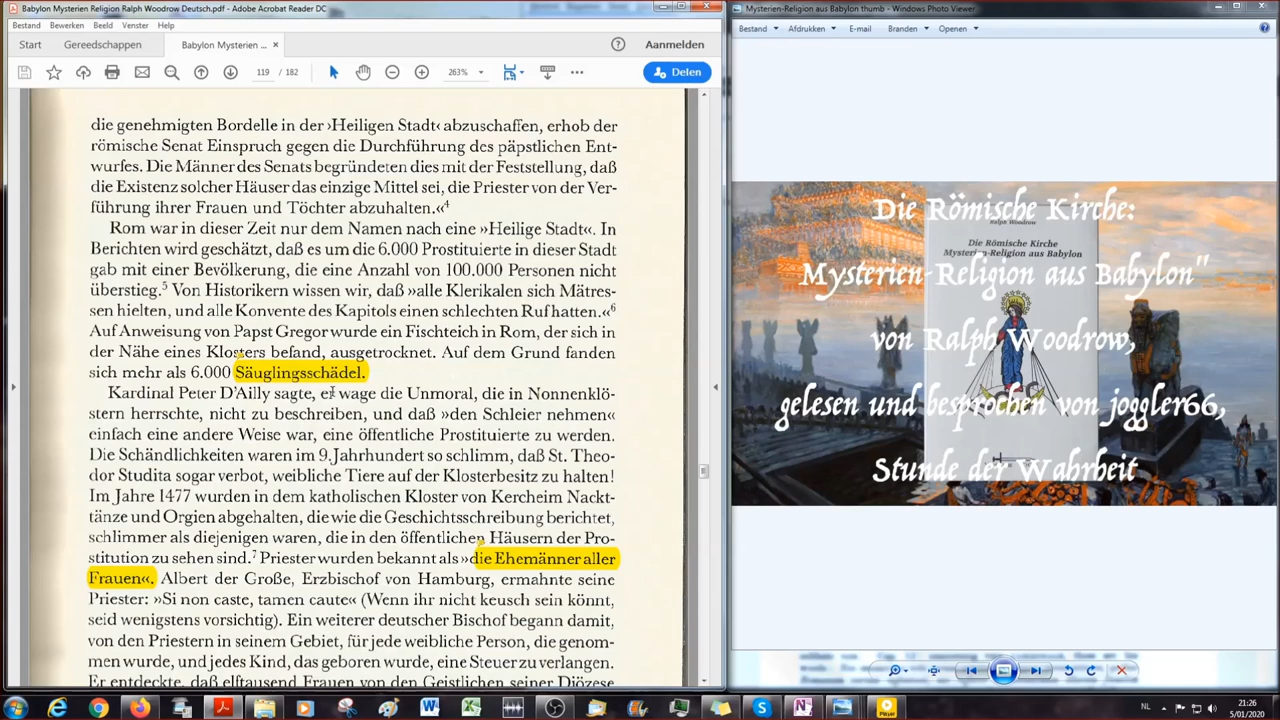 Babylon Mysterien Religion Ralph Woodrow Deutsch.pdf - Adobe Acrobat Reader DC
Bestand Bewerken Beeld Venster Help
Start Gereedschappen Babylon Mysterien ... × Aanmelden
119 / 182 263% Delen
die genehmigten Bordelle in der ›Heiligen Stadt‹ abzuschaffen, erhob der
römische Senat Einspruch gegen die Durchführung des päpstlichen Ent-
wurfes. Die Männer des Senats begründeten dies mit der Feststellung, daß
die Existenz solcher Häuser das einzige Mittel sei, die Priester von der Ver-
führung ihrer Frauen und Töchter abzuhalten.«4
Rom war in dieser Zeit nur dem Namen nach eine »Heilige Stadt«. In
Berichten wird geschätzt, daß es um die 6.000 Prostituierte in dieser Stadt
gab mit einer Bevölkerung, die eine Anzahl von 100.000 Personen nicht
überstieg.5 Von Historikern wissen wir, daß »alle Klerikalen sich Mätres-
sen hielten, und alle Konvente des Kapitols einen schlechten Ruf hatten.«6
Auf Anweisung von Papst Gregor wurde ein Fischteich in Rom, der sich in
der Nähe eines Klosters befand, ausgetrocknet. Auf dem Grund fanden
sich mehr als 6.000 Säuglingsschädel.
Kardinal Peter D'Ailly sagte, er wage die Unmoral, die in Nonnenklö-
stern herrschte, nicht zu beschreiben, und daß »den Schleier nehmen«
einfach eine andere Weise war, eine öffentliche Prostituierte zu werden.
Die Schändlichkeiten waren im 9. Jahrhundert so schlimm, daß St. Theo-
dor Studita sogar verbot, weibliche Tiere auf der Klosterbesitz zu halten!
Im Jahre 1477 wurden in dem katholischen Kloster von Kercheim Nackt-
tänze und Orgien abgehalten, die wie die Geschichtsschreibung berichtet,
schlimmer als diejenigen waren, die in den öffentlichen Häusern der Pro-
stitution zu sehen sind.7 Priester wurden bekannt als »die Ehemänner aller
Frauen«. Albert der Große, Erzbischof von Hamburg, ermahnte seine
Priester: »Si non caste, tamen caute« (Wenn ihr nicht keusch sein könnt,
seid wenigstens vorsichtig). Ein weiterer deutscher Bischof begann damit,
von den Priestern in seinem Gebiet, für jede weibliche Person, die genom-
men wurde, und jedes Kind, das geboren wurde, eine Steuer zu verlangen.
Er entdeckte, daß elftausend Frauen von den Geistlichen seiner Diözese
Mysterien-Religion aus Babylon thumb - Windows Photo Viewer
Bestand Afdrukken E-mail Branden Openen
Die Römische Kirche:
Ralph Woodrow
Die Römische Kirche
Mysterien-Religion aus Babylon
Mysterien-Religion aus Babylon"
von Ralph Woodrow,
gelesen und besprochen von joggler66,
Stunde der Wahrheit
NL
21:26
5/01/2020